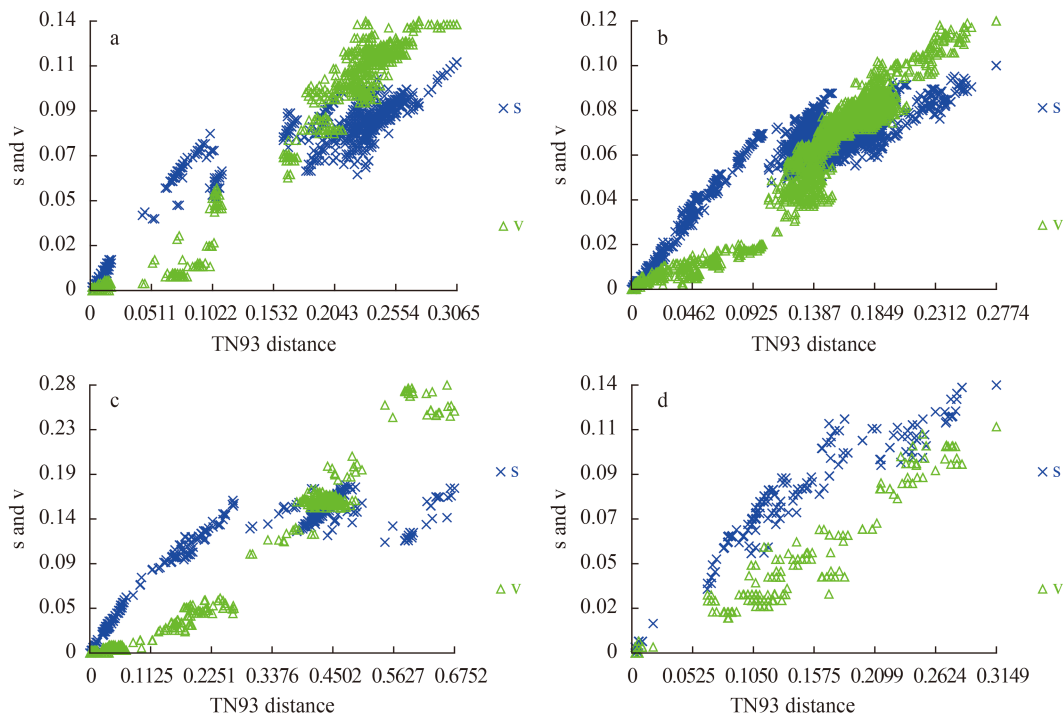 a
s and v
0.14
0.11
0.09
0.07
0.05
0.02
0
0 0.0511 0.1022 0.1532 0.2043 0.2554 0.3065
TN93 distance
s
v
b
s and v
0.12
0.10
0.08
0.06
0.04
0.02
0
0 0.0462 0.0925 0.1387 0.1849 0.2312 0.2774
TN93 distance
s
v
c
s and v
0.28
0.23
0.19
0.14
0.09
0.05
0
0 0.1125 0.2251 0.3376 0.4502 0.5627 0.6752
TN93 distance
s
v
d
s and v
0.14
0.11
0.09
0.07
0.05
0.02
0
0 0.0525 0.1050 0.1575 0.2099 0.2624 0.3149
TN93 distance
s
v